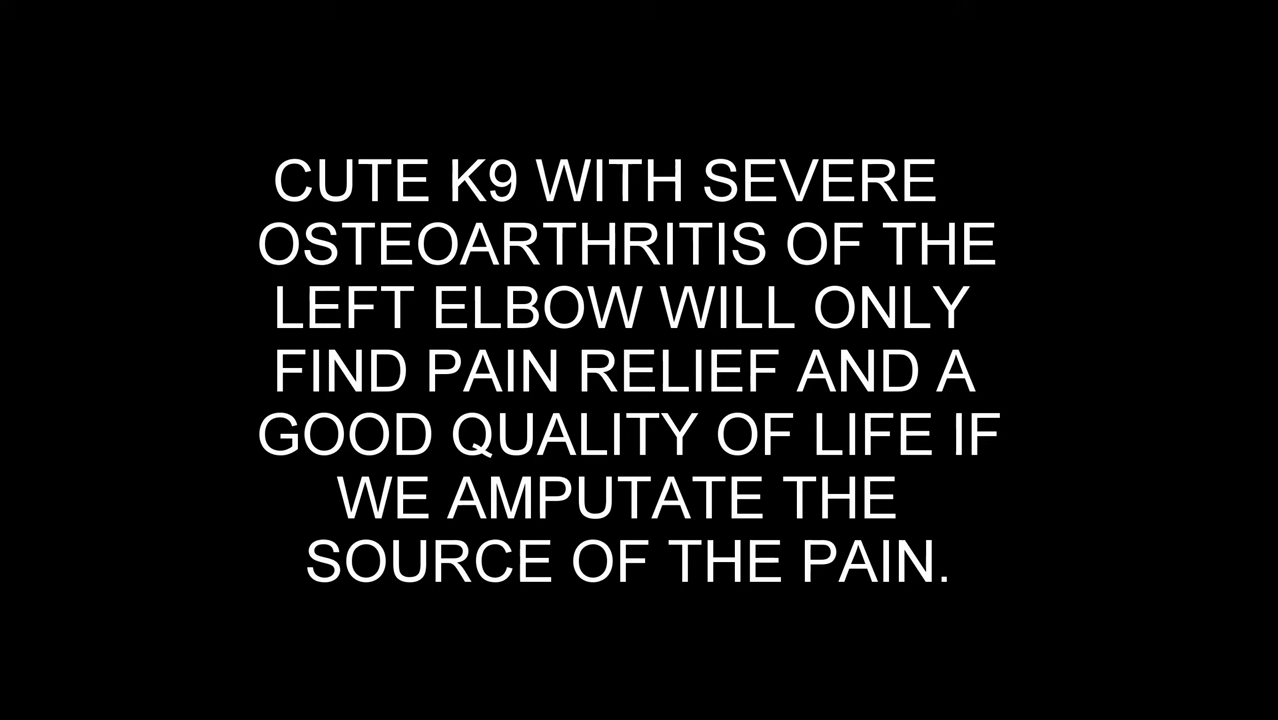 CUTE K9 WITH SEVERE
OSTEOARTHRITIS OF THE
LEFT ELBOW WILL ONLY
FIND PAIN RELIEF AND A
GOOD QUALITY OF LIFE IF
WE AMPUTATE THE
SOURCE OF THE PAIN.